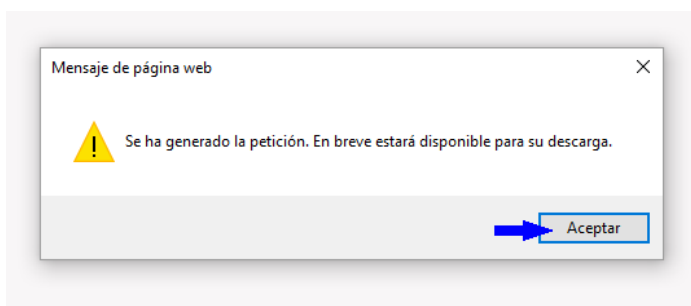 Mensaje de página web
Se ha generado la petición. En breve estará disponible para su descarga.
Aceptar